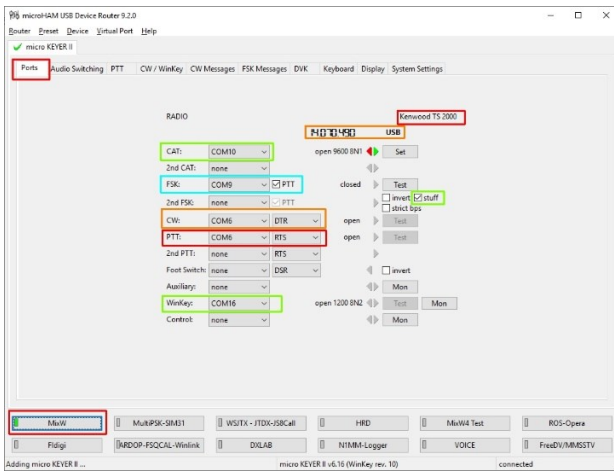 microHAM USB Device Router 9.2.0
Router Preset Device Virtual Port Help
micro KEYER II
Ports Audio Switching PTT CW / WinKey CW Messages FSK Messages DVK Keyboard Display System Settings
RADIO Kenwood TS 2000
14.070.490 USB
CAT: COM10 open 9600 8N1 Set
2nd CAT: none
FSK: COM9 PTT closed Test
invert stuff
2nd FSK: none PTT
strict bps
CW: COM6 DTR open Test
PTT: COM6 RTS open Test
2nd PTT: none RTS
Foot Switch: none DSR invert
Auxiliary: none Mon
WinKey: COM16 open 1200 8N2 Test Mon
Control: none Mon
MixW MultiPSK-SIM31 WSJTX - JTDX-JS8Call HRD MixW4 Test ROS-Opera
Fldigi ARDOP-FSQCAL-Winlink DXLAB N1MM-Logger VOICE FreeDV/MMSSTV
Adding micro KEYER II ... micro KEYER II v6.16 (WinKey rev. 10) connected